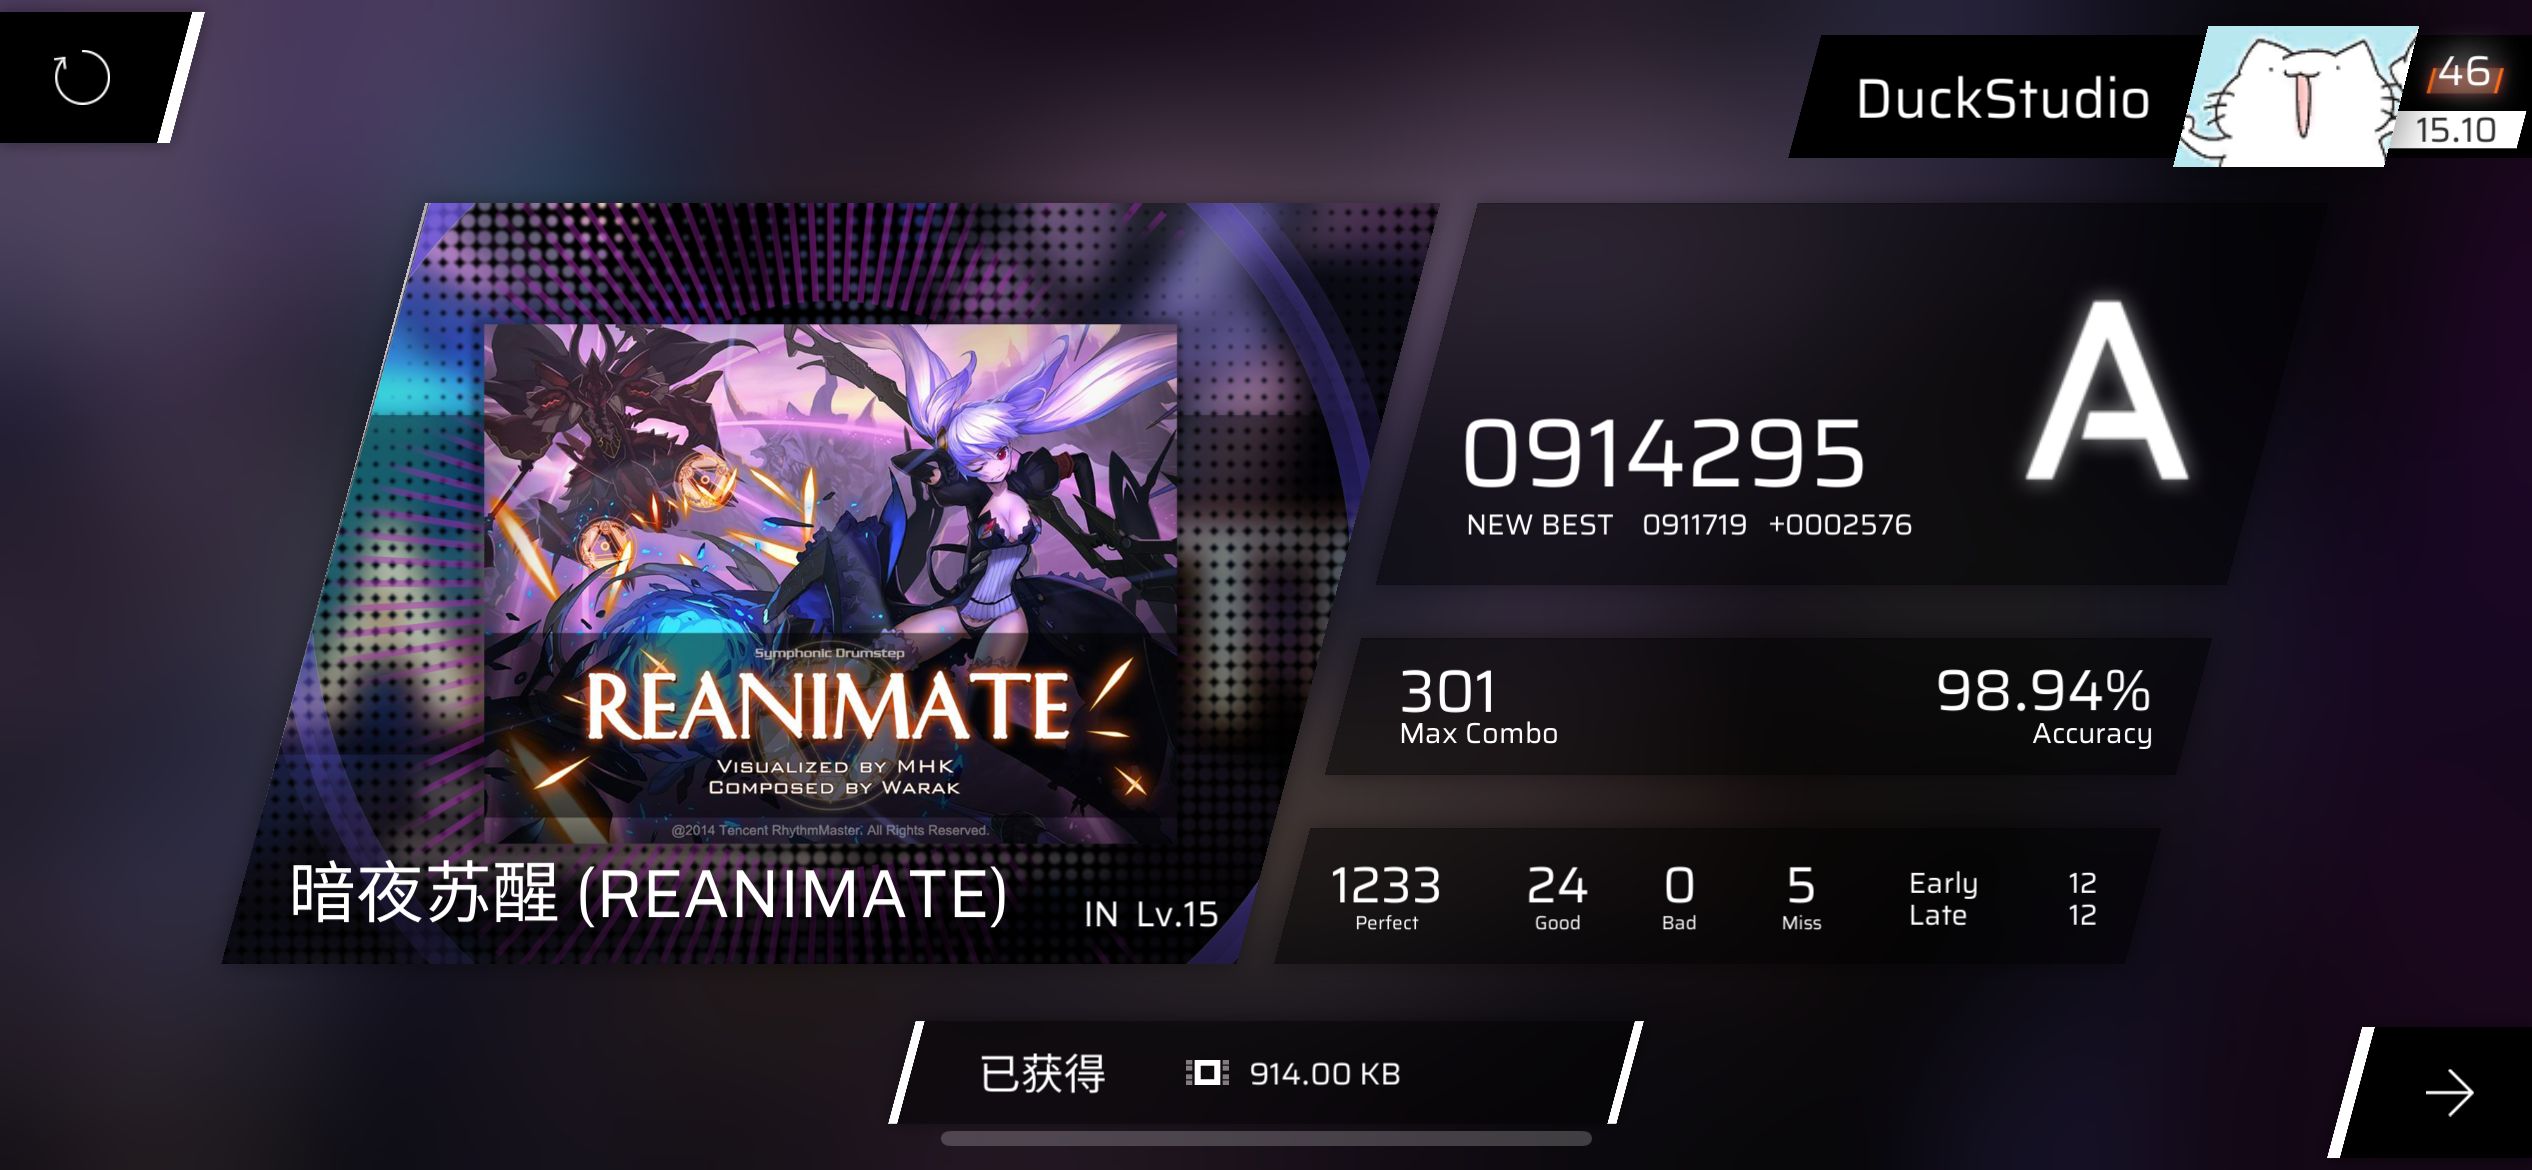 DuckStudio
46
15.10
Symphonic Drumstep
REANIMATE
VISUALIZED BY MHK
COMPOSED BY WARAK
@2014 Tencent RhythmMaster. All Rights Reserved.
暗夜苏醒 (REANIMATE)
IN Lv.15
0914295
A
NEW BEST 0911719 +0002576
301
Max Combo
98.94%
Accuracy
1233
Perfect
24
Good
0
Bad
5
Miss
Early 12
Late 12
已获得 914.00 KB